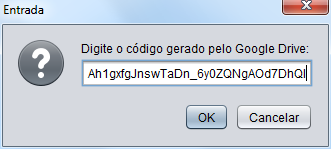 Entrada
Digite o código gerado pelo Google Drive:
Ah1gxfgJnswTaDn_6y0ZQNgAOd7DhQI
OK
Cancelar